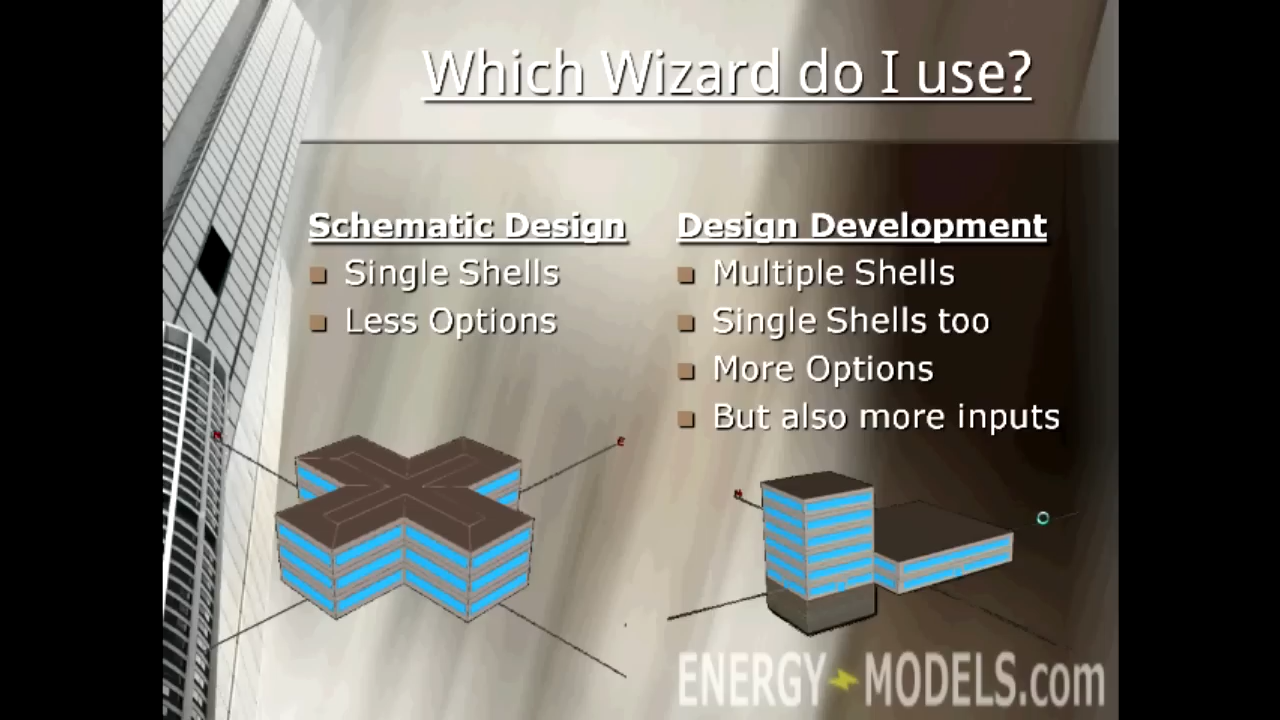 Which Wizard do I use?
Schematic Design
Single Shells
Less Options
Design Development
Multiple Shells
Single Shells too
More Options
But also more inputs
ENERGY MODELS.com